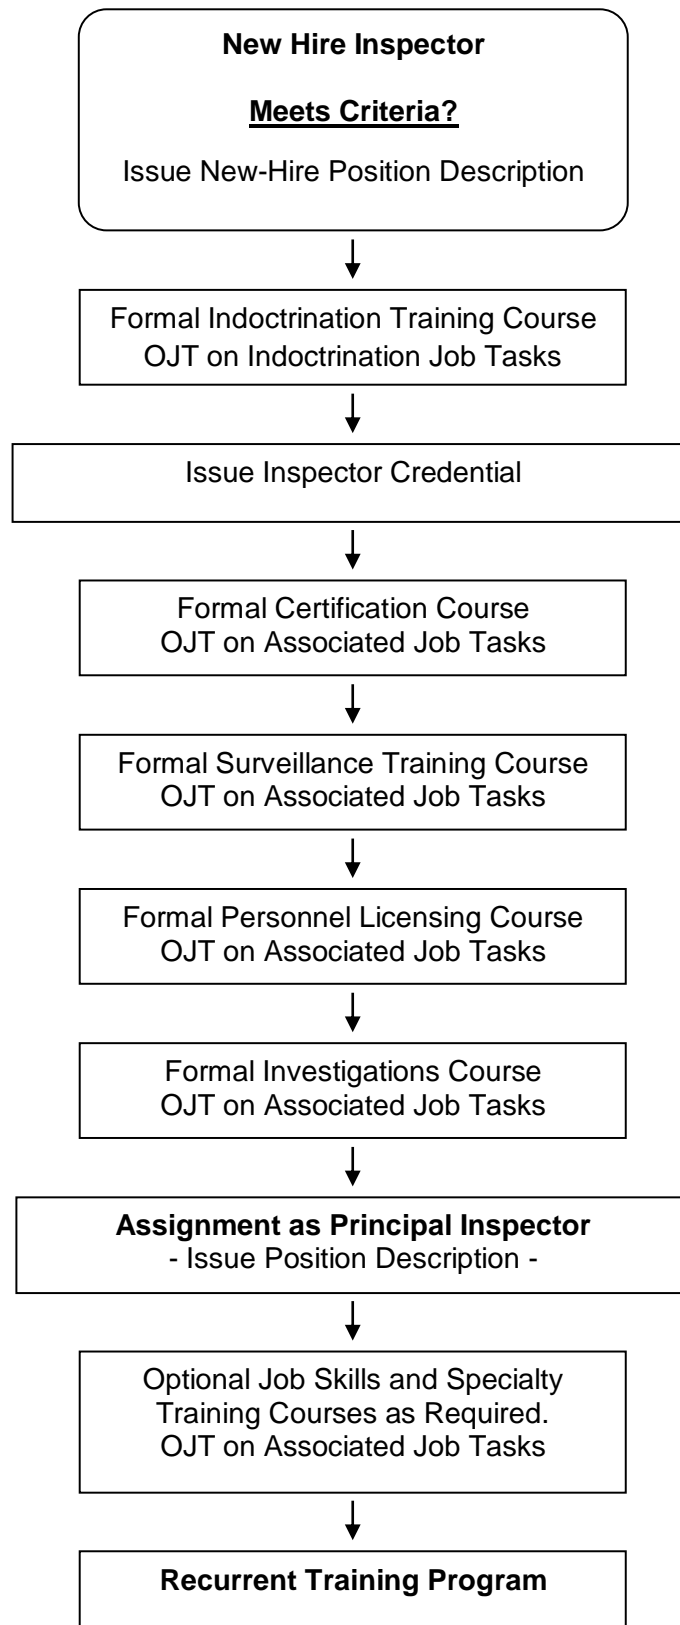 New Hire Inspector
Meets Criteria?
Issue New-Hire Position Description
Formal Indoctrination Training Course
OJT on Indoctrination Job Tasks
Issue Inspector Credential
Formal Certification Course
OJT on Associated Job Tasks
Formal Surveillance Training Course
OJT on Associated Job Tasks
Formal Personnel Licensing Course
OJT on Associated Job Tasks
Formal Investigations Course
OJT on Associated Job Tasks
Assignment as Principal Inspector
- Issue Position Description -
Optional Job Skills and Specialty
Training Courses as Required.
OJT on Associated Job Tasks
Recurrent Training Program